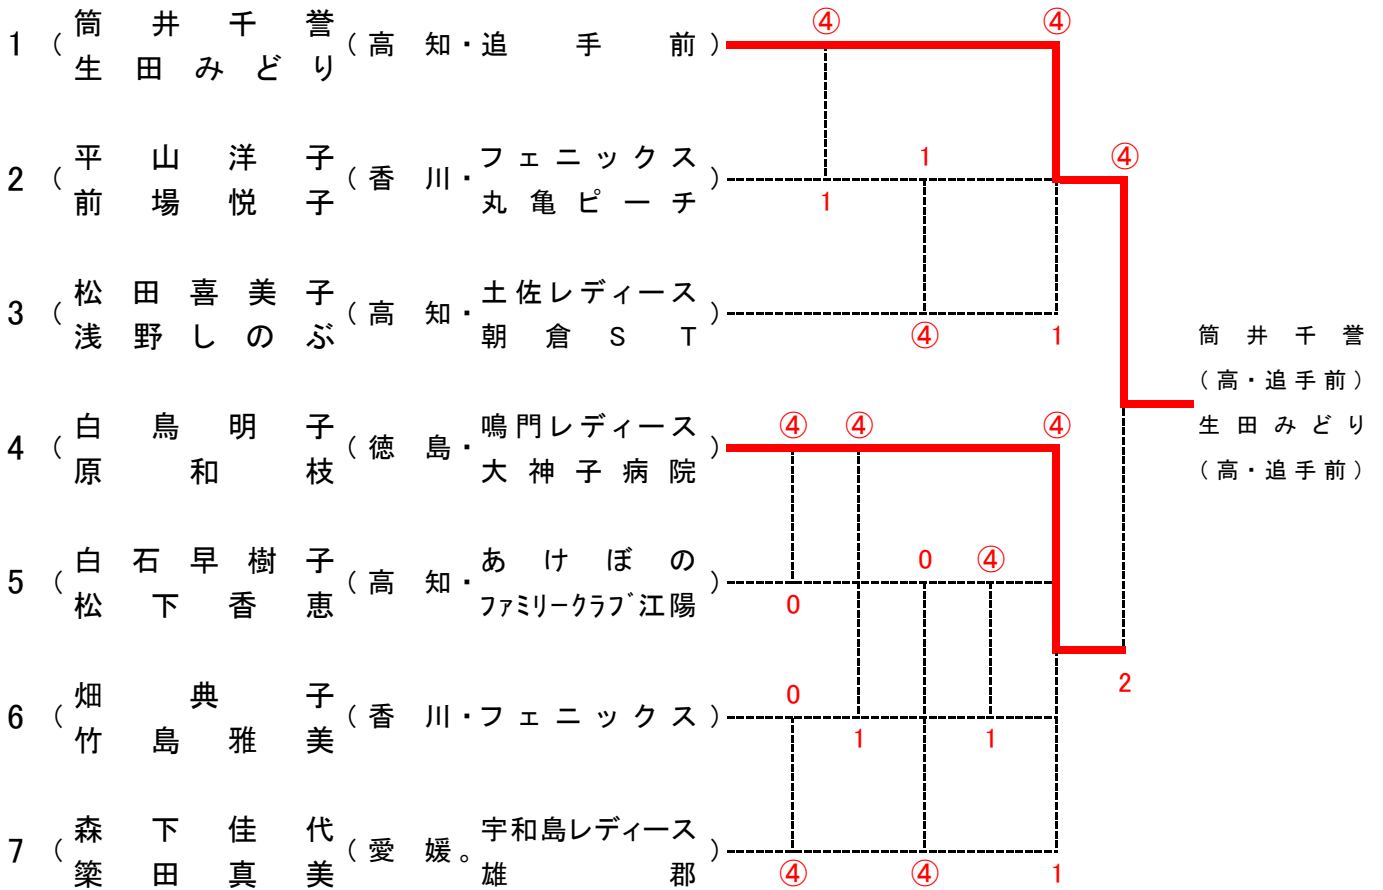 ④ ④
1 ( 筒井千誉 ( 高知・追手前 )
生田みどり
1 ④
2 ( 平山洋子 ( 香川・フェニックス )
前場悦子 丸亀ピーチ
1
3 ( 松田喜美子 ( 高知・土佐レディース )
浅野しのぶ 朝倉ST
④ 1
筒井千誉
(高・追手前)
生田みどり
(高・追手前)
④ ④ ④
4 ( 白鳥明子 ( 徳島・鳴門レディース )
原和枝 大神子病院
0 ④
5 ( 白石早樹子 ( 高知・あけぼの )
松下香恵 ファミリークラブ江陽
0
2
0
6 ( 畑典子 ( 香川・フェニックス )
竹島雅美
1 1
7 ( 森下佳代 ( 愛媛。宇和島レディース )
簗田真美 雄郡
④ ④ 1